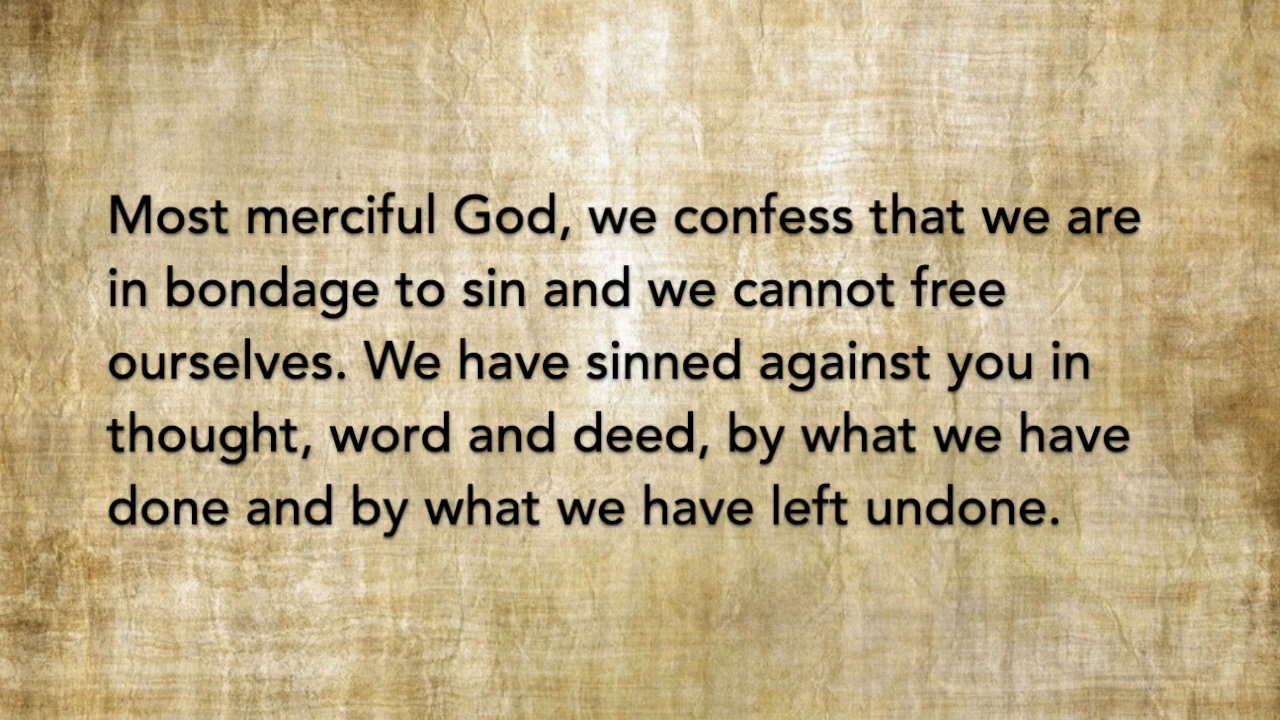 Most merciful God, we confess that we are
in bondage to sin and we cannot free
ourselves. We have sinned against you in
thought, word and deed, by what we have
done and by what we have left undone.